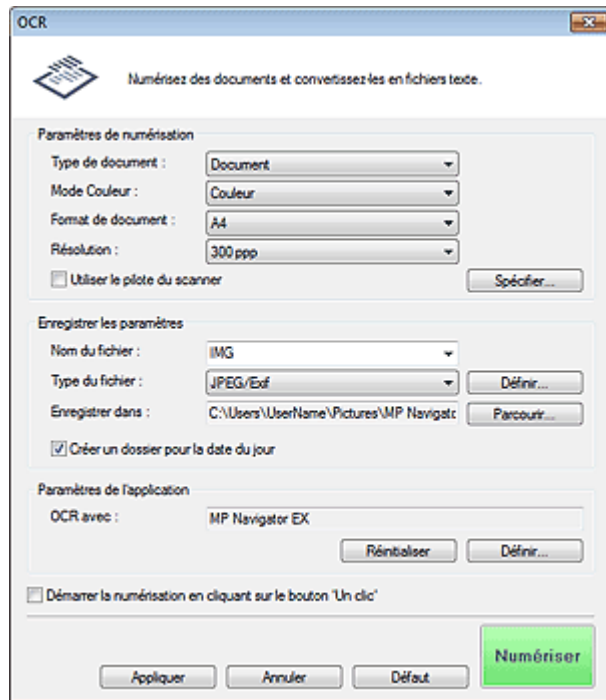 OCR
Numérisez des documents et convertissez-les en fichiers texte.
Paramètres de numérisation
Type de document : Document
Mode Couleur : Couleur
Format de document : A4
Résolution : 300 ppp
Utiliser le pilote du scanner Spécifier...
Enregistrer les paramètres
Nom du fichier : IMG
Type du fichier : JPEG/Exif Définir...
Enregistrer dans : C:\Users\UserName\Pictures\MP Navigatc Parcourir...
Créer un dossier pour la date du jour
Paramètres de l'application
OCR avec : MP Navigator EX
Réinitialiser Définir...
Démarrer la numérisation en cliquant sur le bouton 'Un clic'
Numériser
Appliquer Annuler Défaut